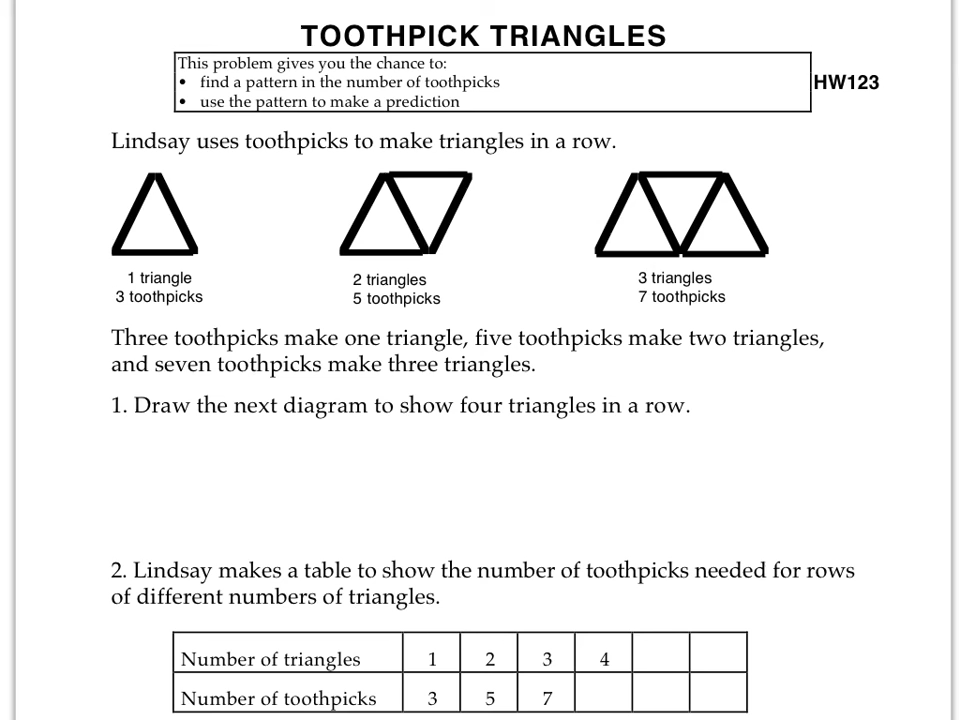 TOOTHPICK TRIANGLES
This problem gives you the chance to:
• find a pattern in the number of toothpicks
• use the pattern to make a prediction
HW123
Lindsay uses toothpicks to make triangles in a row.
1 triangle
3 toothpicks
2 triangles
5 toothpicks
3 triangles
7 toothpicks
Three toothpicks make one triangle, five toothpicks make two triangles,
and seven toothpicks make three triangles.
1. Draw the next diagram to show four triangles in a row.
2. Lindsay makes a table to show the number of toothpicks needed for rows
of different numbers of triangles.
Number of triangles 1 2 3 4
Number of toothpicks 3 5 7